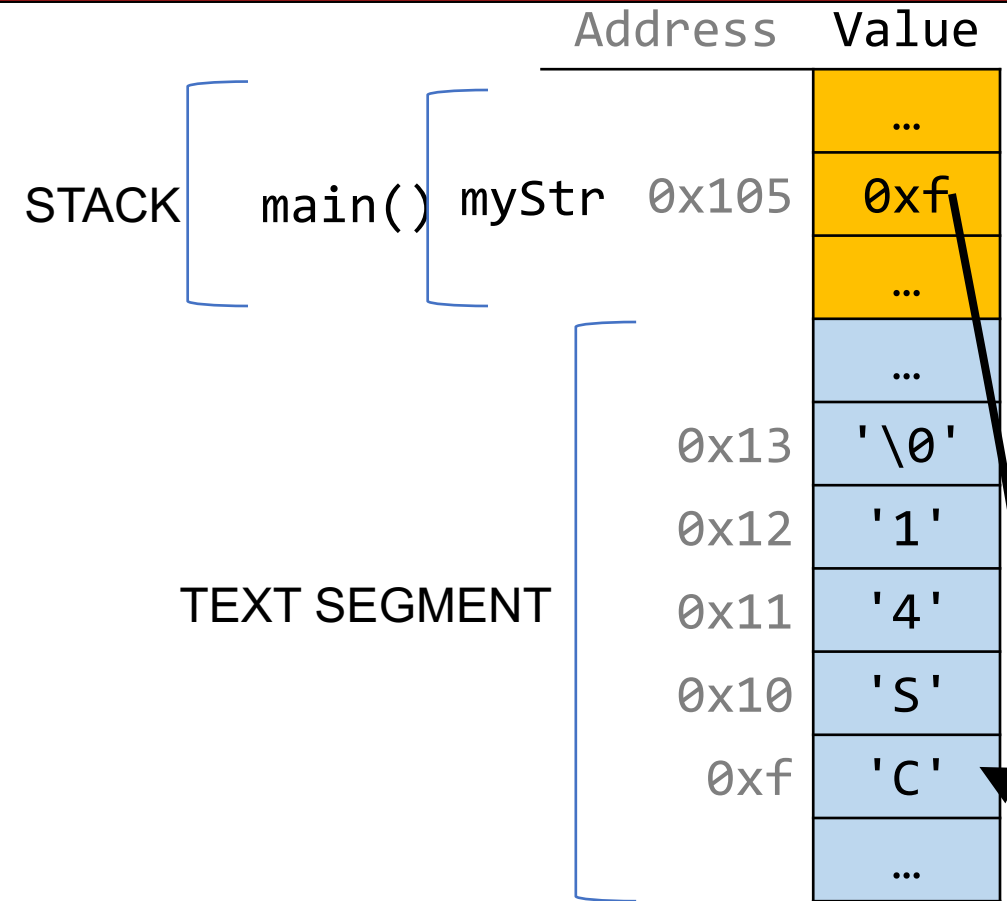 Address Value
…
STACK main() myStr 0x105 0xf
…
…
0x13 '\0'
0x12 '1'
TEXT SEGMENT 0x11 '4'
0x10 'S'
0xf 'C'
…